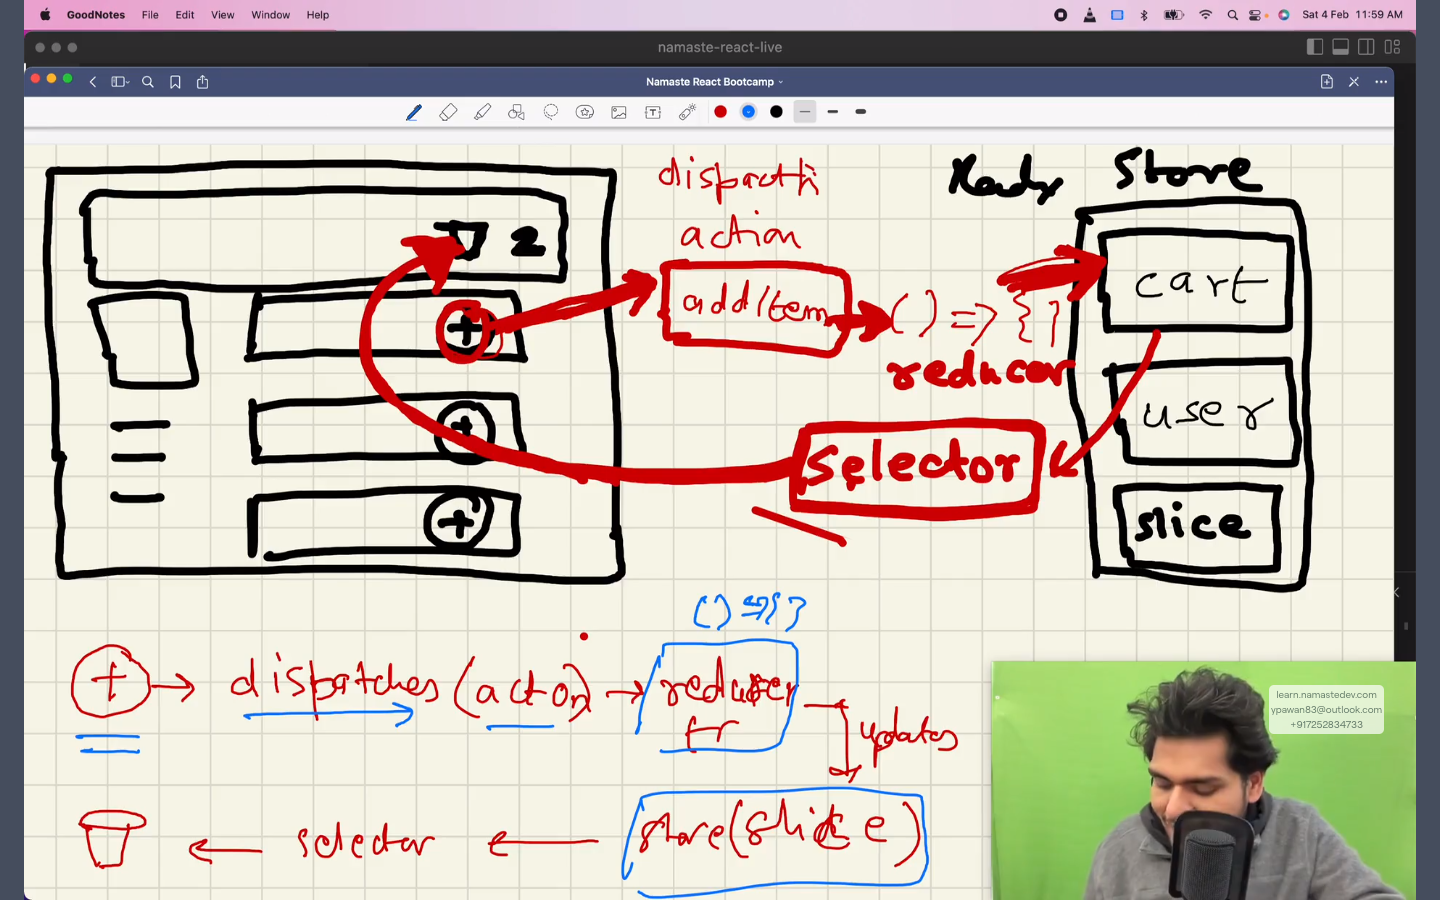 GoodNotes File Edit View Window Help
Sat 4 Feb 11:59 AM
namaste-react-live
Namaste React Bootcamp
dispatch
action
Store
2
addItem
() => {}
reducer
cart
user
slice
selector
+
+
+
() => {}
+ → dispatches (action) → reducer
fr
updates
store(slice)
← selector ←
learn.namastedev.com
ypawan83@outlook.com
+917252834733